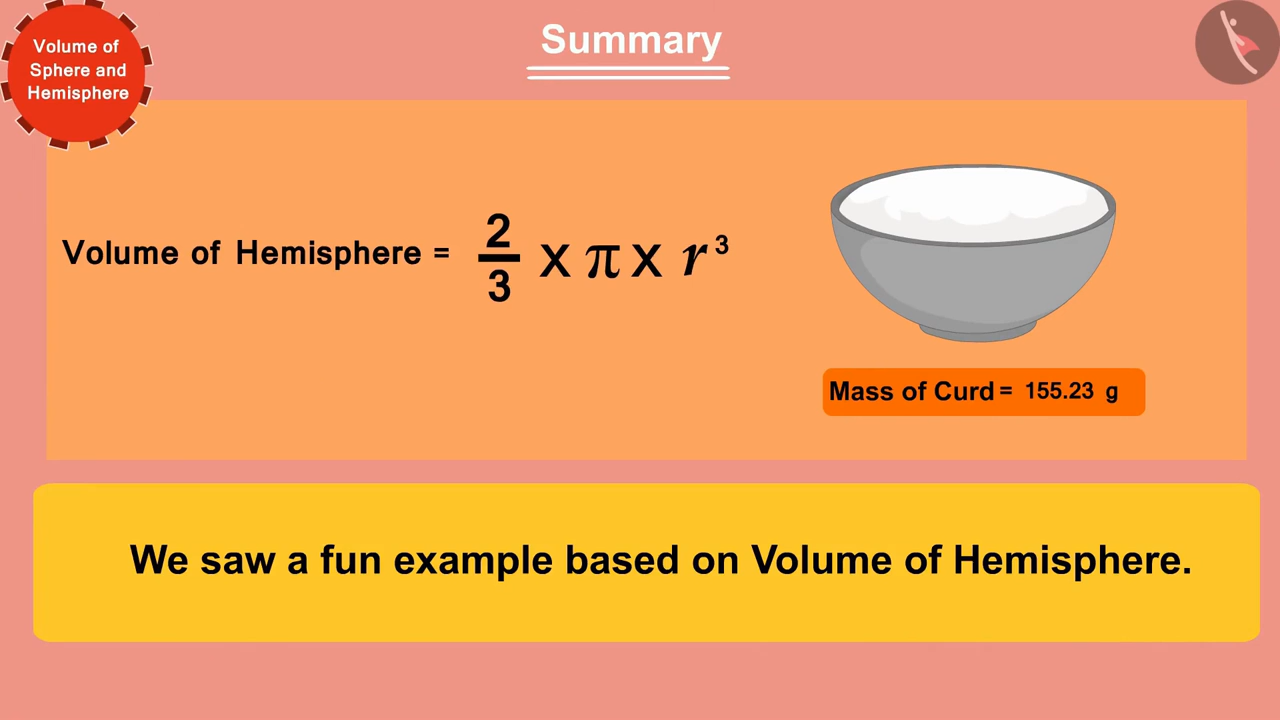 Summary
Volume of
Sphere and
Hemisphere
Volume of Hemisphere = 2/3 x π x r³
Mass of Curd = 155.23 g
We saw a fun example based on Volume of Hemisphere.